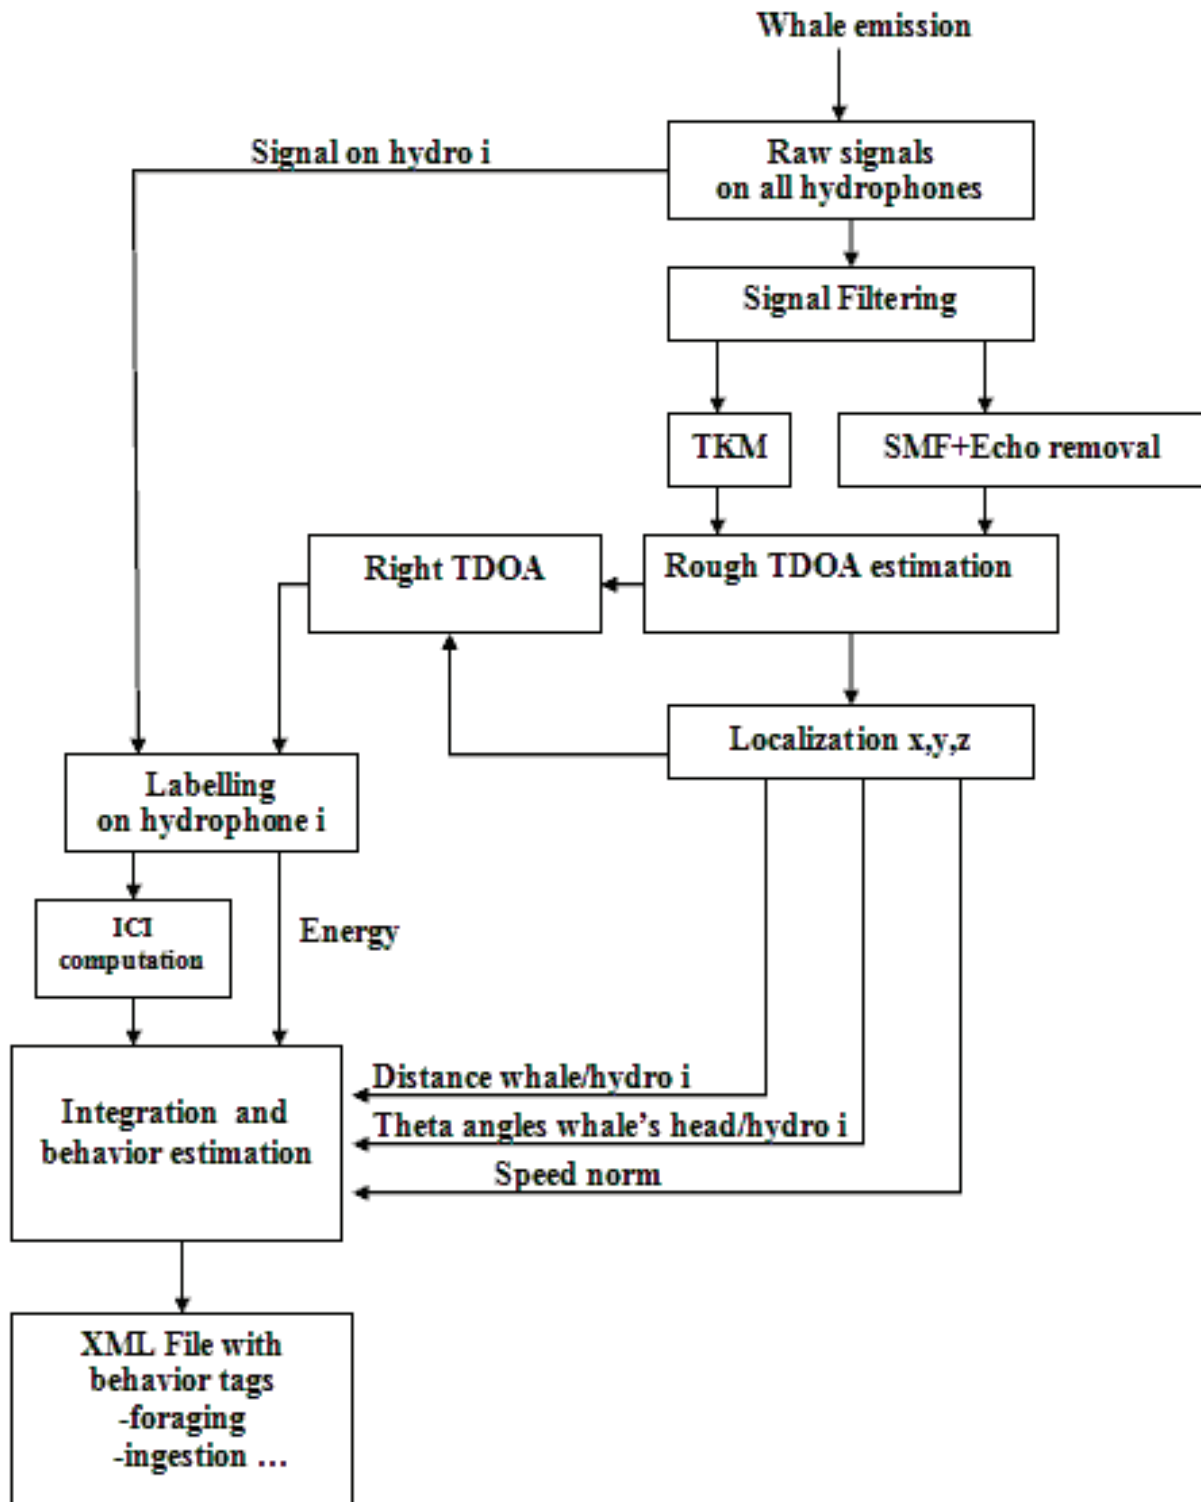 Whale emission
Signal on hydro i
Raw signals
on all hydrophones
Signal Filtering
TKM
SMF+Echo removal
Right TDOA
Rough TDOA estimation
Localization x,y,z
Labelling
on hydrophone i
ICI
computation
Energy
Distance whale/hydro i
Theta angles whale's head/hydro i
Speed norm
Integration and
behavior estimation
XML File with
behavior tags
-foraging
-ingestion ...